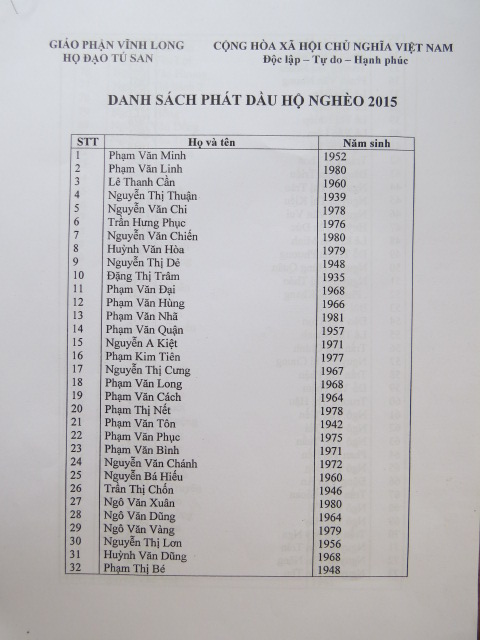 GIÁO PHẬN VĨNH LONG CỘNG HÒA XÃ HỘI CHỦ NGHĨA VIỆT NAM
HỌ ĐẠO TÚ SAN Độc lập – Tự do – Hạnh phúc
DANH SÁCH PHÁT DẦU HỘ NGHÈO 2015
STT Họ và tên Năm sinh
1 Phạm Văn Minh 1952
2 Phạm Văn Linh 1980
3 Lê Thanh Cần 1960
4 Nguyễn Thị Thuận 1939
5 Nguyễn Văn Chi 1978
6 Trần Hưng Phục 1976
7 Nguyễn Văn Chiến 1980
8 Huỳnh Văn Hòa 1979
9 Nguyễn Thị Dẻ 1948
10 Đặng Thị Trâm 1935
11 Phạm Văn Đại 1968
12 Phạm Văn Hùng 1966
13 Phạm Văn Nhã 1981
14 Phạm Văn Quận 1957
15 Nguyễn A Kiệt 1971
16 Phạm Kim Tiên 1977
17 Nguyễn Thị Cưng 1967
18 Phạm Văn Long 1968
19 Phạm Văn Cách 1964
20 Phạm Thị Nết 1978
21 Phạm Văn Tôn 1942
22 Phạm Văn Phục 1975
23 Phạm Văn Bình 1971
24 Nguyễn Văn Chánh 1972
25 Nguyễn Bá Hiếu 1960
26 Trần Thị Chốn 1946
27 Ngô Văn Xuân 1980
28 Ngô Văn Dũng 1964
29 Ngô Văn Vàng 1979
30 Nguyễn Thị Lơn 1956
31 Huỳnh Văn Dũng 1968
32 Phạm Thị Bé 1948